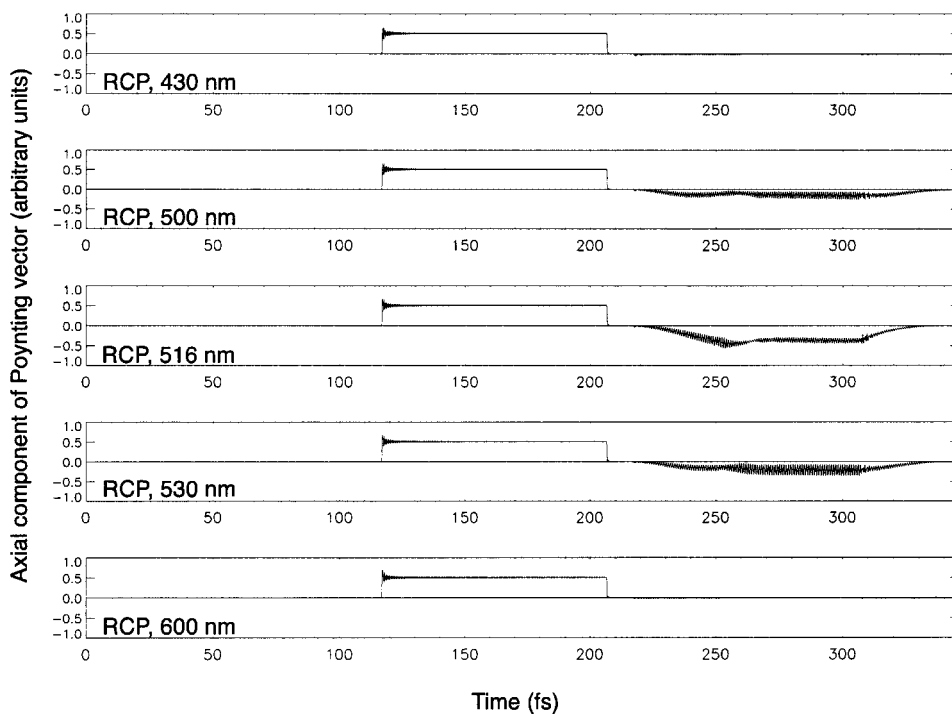 Axial component of Poynting vector (arbitrary units)
1.0
0.5
0.0
−0.5
−1.0
RCP, 430 nm
0 50 100 150 200 250 300
1.0
0.5
0.0
−0.5
−1.0
RCP, 500 nm
0 50 100 150 200 250 300
1.0
0.5
0.0
−0.5
−1.0
RCP, 516 nm
0 50 100 150 200 250 300
1.0
0.5
0.0
−0.5
−1.0
RCP, 530 nm
0 50 100 150 200 250 300
1.0
0.5
0.0
−0.5
−1.0
RCP, 600 nm
0 50 100 150 200 250 300
Time (fs)